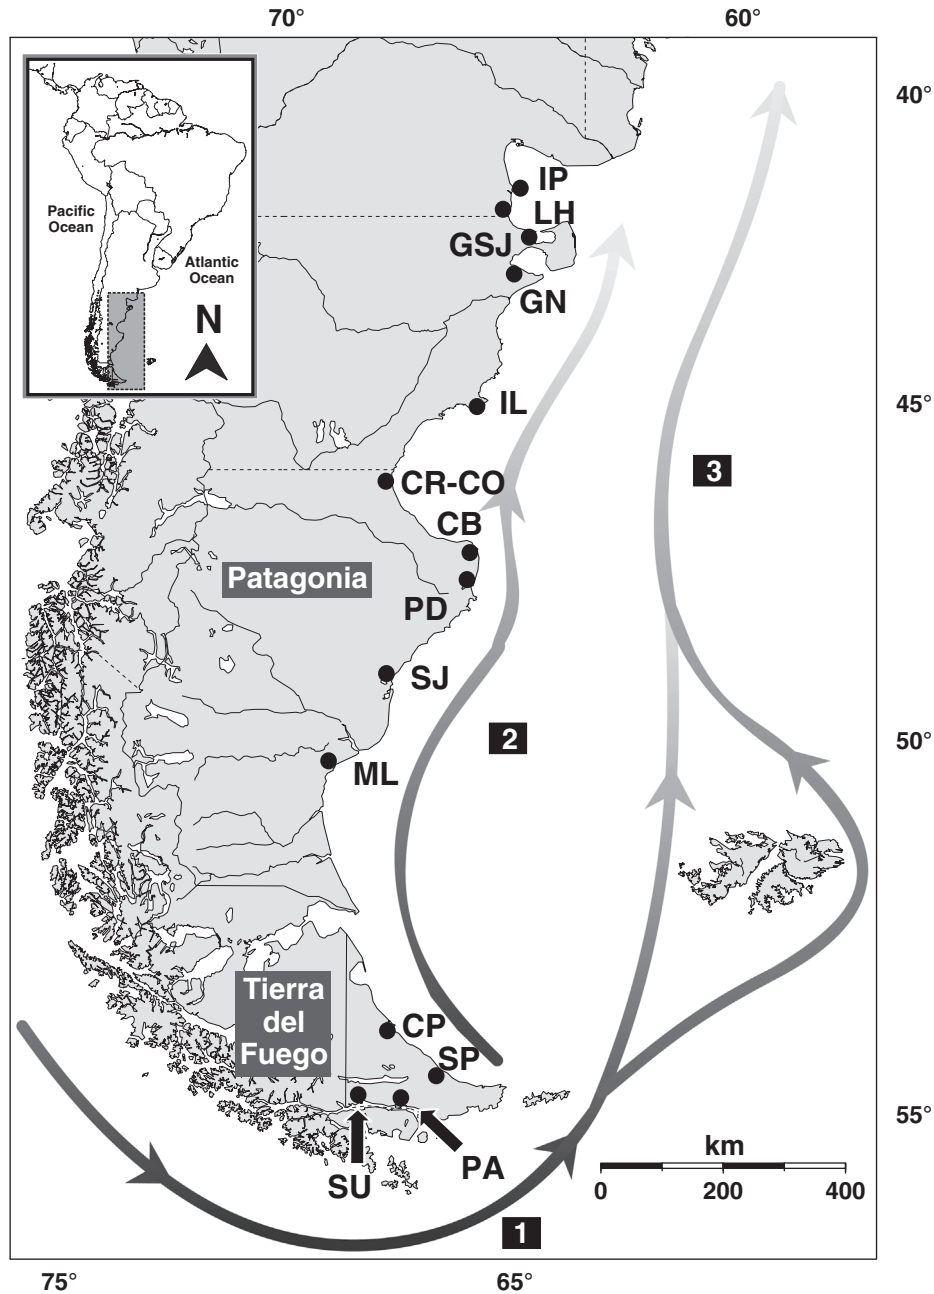 70°
60°
40°
Pacific
Ocean
Atlantic
Ocean
N
IP
LH
GSJ
GN
IL
45°
3
CR-CO
CB
Patagonia
PD
SJ
2
50°
ML
Tierra
del
Fuego
CP
SP
55°
km
PA
SU
0
200
400
1
75°
65°